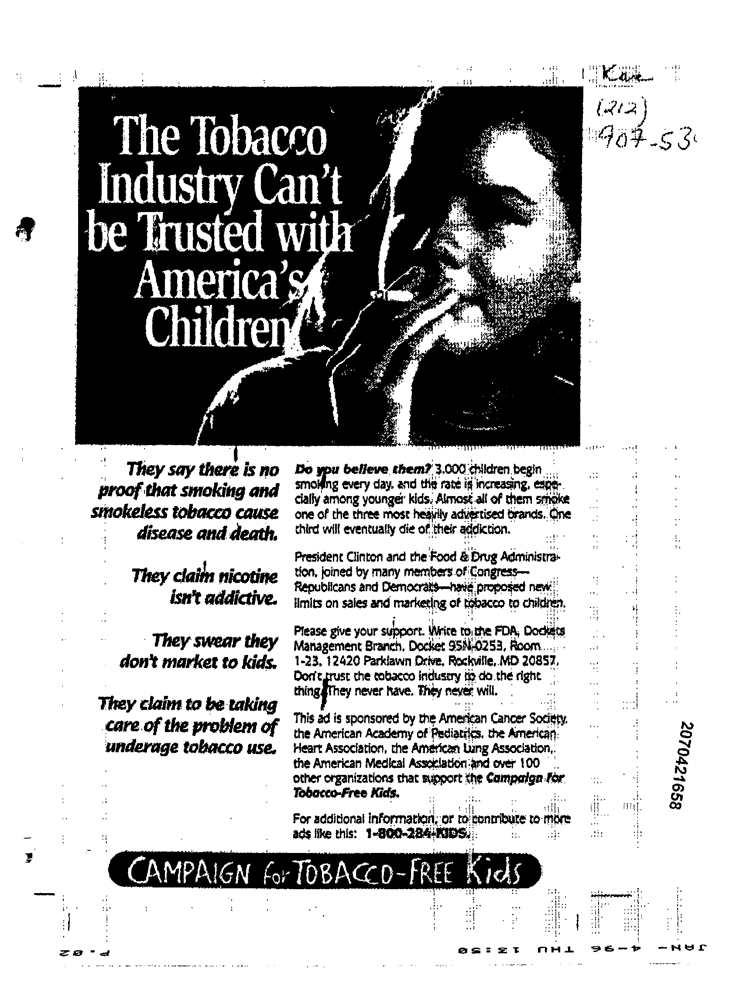 Kare
(212)
907-53
The Tobacco
Industry Can't
be Trusted with
America's
Children
They say there is no
proof that smoking and
smokeless tobacco cause
disease and death.
They claim nicotine
isn't addictive.
They swear they
don't market to kids.
They claim to be taking
care of the problem of
underage tobacco use.
Do you believe them? 3.000 children begin
smoking every day, and the rate is increasing, espe-
cially among younger kids. Almost all of them smoke
one of the three most heavily advertised brands. One
third will eventually die of their addiction.
President Clinton and the Food & Drug Administra-
tion, joined by many members of Congress—
Republicans and Democrats—have proposed new
limits on sales and marketing of tobacco to children.
Please give your support. Write to the FDA, Dockets
Management Branch, Docket 95N-0253, Room
1-23, 12420 Parklawn Drive, Rockville, MD 20857.
Don't trust the tobacco industry to do the right
thing. They never have. They never will.
This ad is sponsored by the American Cancer Society,
the American Academy of Pediatrics, the American
Heart Association, the American Lung Association,
the American Medical Association and over 100
other organizations that support the Campaign for
Tobacco-Free Kids.
For additional information, or to contribute to more
ads like this: 1-800-284-KIDS.
CAMPAIGN for TOBACCO-FREE Kids
2070421658
JAN- 4-96 THU 13:50
P.02